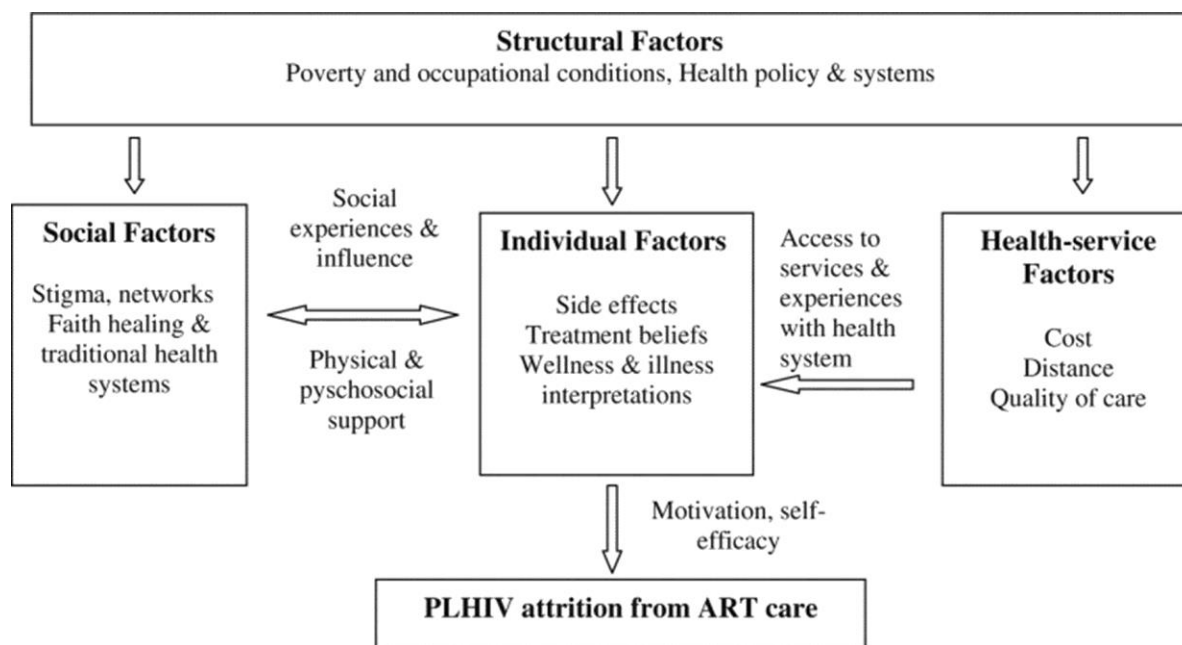 Structural Factors
Poverty and occupational conditions, Health policy & systems
Social Factors
Stigma, networks
Faith healing &
traditional health
systems
Social
experiences &
influence
Physical &
pyschosocial
support
Individual Factors
Side effects
Treatment beliefs
Wellness & illness
interpretations
Access to
services &
experiences
with health
system
Health-service
Factors
Cost
Distance
Quality of care
Motivation, self-
efficacy
PLHIV attrition from ART care